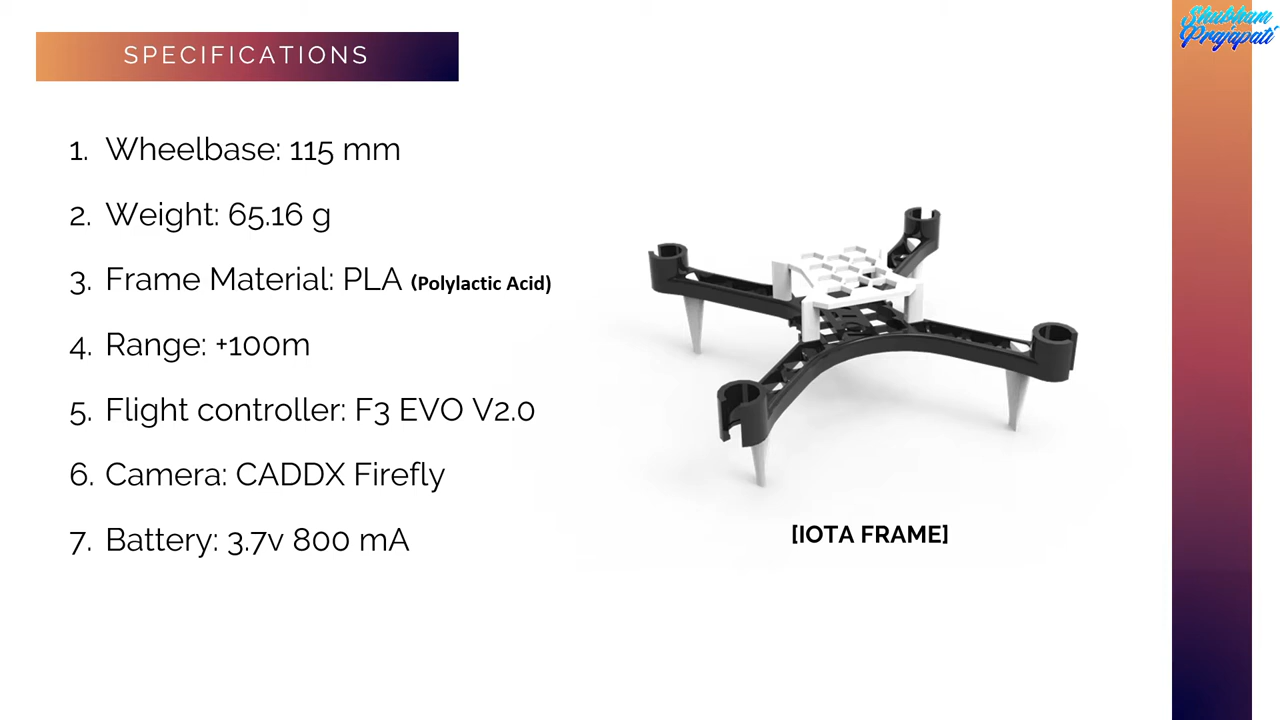 SPECIFICATIONS
Shubham
Prajapati
1. Wheelbase: 115 mm
2. Weight: 65.16 g
3. Frame Material: PLA (Polylactic Acid)
4. Range: +100m
5. Flight controller: F3 EVO V2.0
6. Camera: CADDX Firefly
7. Battery: 3.7v 800 mA
[IOTA FRAME]